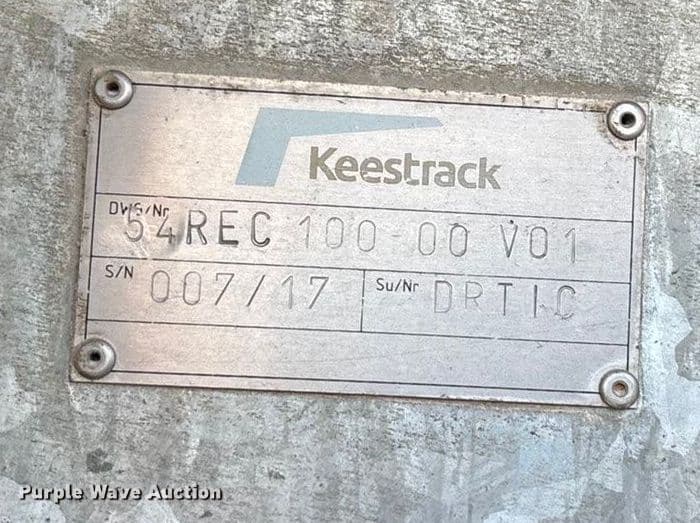 Keestrack
DWG/Nr 54REC 100-00 V01
S/N 007/17 Su/Nr DRTIC
Purple Wave Auction